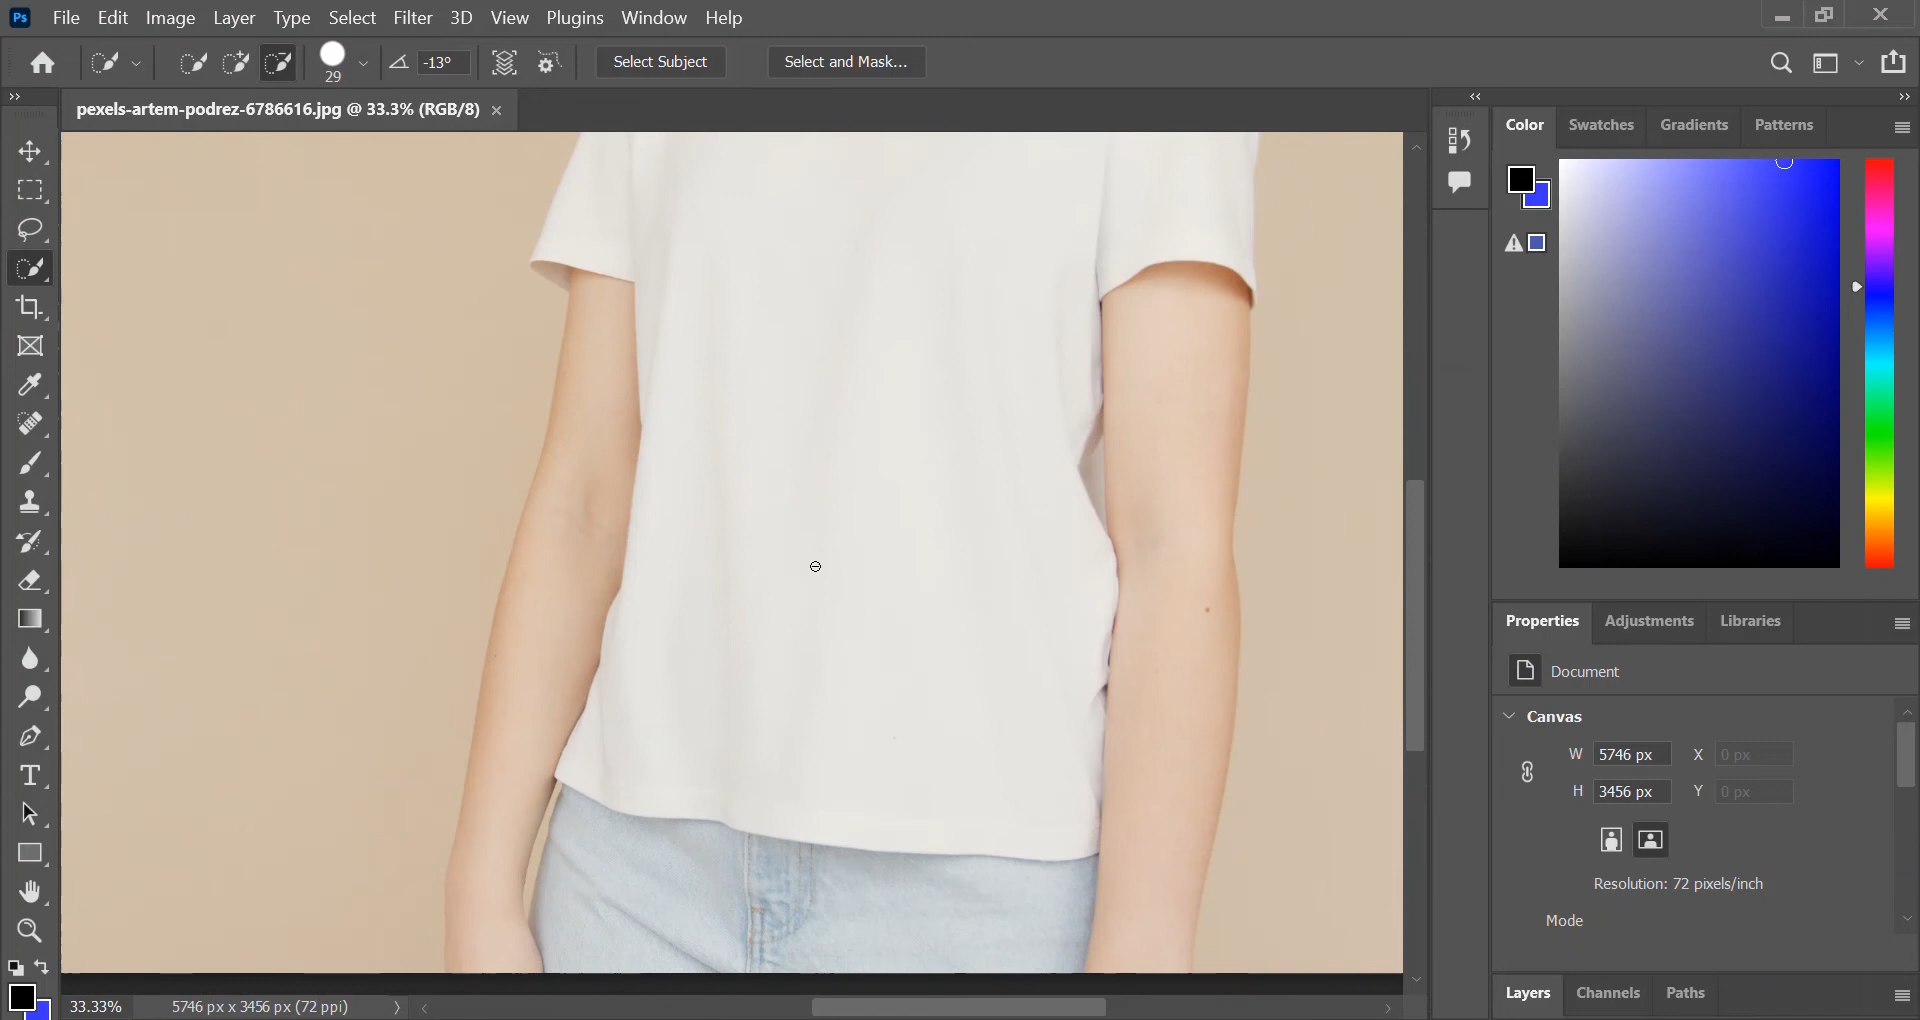 Ps File Edit Image Layer Type Select Filter 3D View Plugins Window Help
29 -13° Select Subject Select and Mask...
pexels-artem-podrez-6786616.jpg @ 33.3% (RGB/8)
Color Swatches Gradients Patterns
Properties Adjustments Libraries
Document
Canvas
W 5746 px X 0 px
H 3456 px Y 0 px
Resolution: 72 pixels/inch
Mode
Layers Channels Paths
33.33% 5746 px x 3456 px (72 ppi)